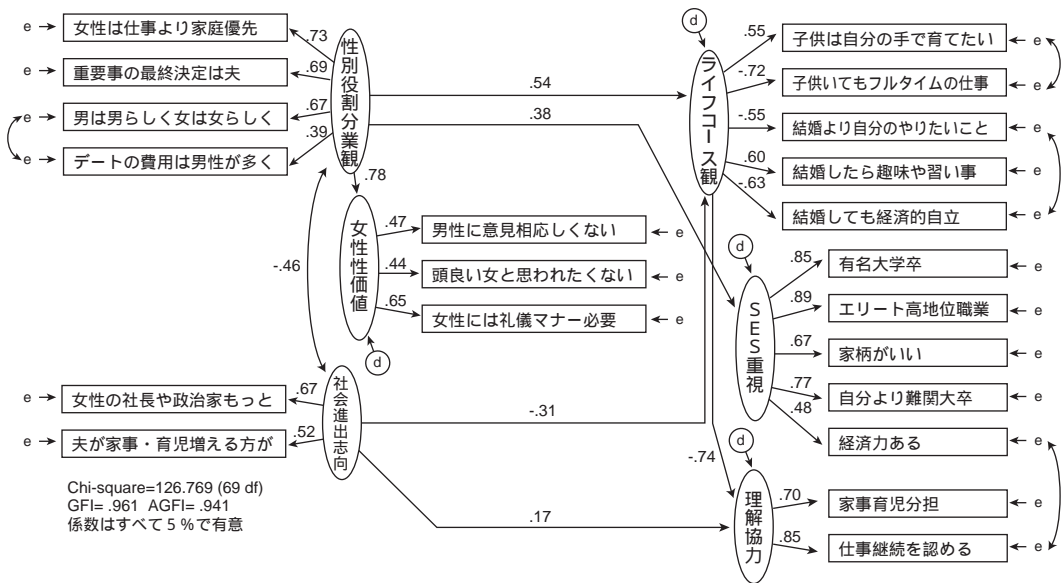 e 女性は仕事より家庭優先 .73
e 重要事の最終決定は夫 .69
e 男は男らしく女は女らしく .67
e デートの費用は男性が多く .39
性別役割分業観
.54
.38
.78
-.46
女性性価値
d
.47 男性に意見相応しくない e
.44 頭良い女と思われたくない e
.65 女性には礼儀マナー必要 e
e 女性の社長や政治家もっと .67
e 夫が家事・育児増える方が .52
社会進出志向
-.31
.17
d
ライフコース観
.55 子供は自分の手で育てたい e
-.72 子供いてもフルタイムの仕事 e
-.55 結婚より自分のやりたいこと e
.60 結婚したら趣味や習い事 e
-.63 結婚しても経済的自立 e
-.74
d
SES重視
.85 有名大学卒 e
.89 エリート高地位職業 e
.67 家柄がいい e
.77 自分より難関大卒 e
.48 経済力ある e
d
理解協力
.70 家事育児分担 e
.85 仕事継続を認める e
Chi-square=126.769 (69 df)
GFI= .961 AGFI= .941
係数はすべて5%で有意